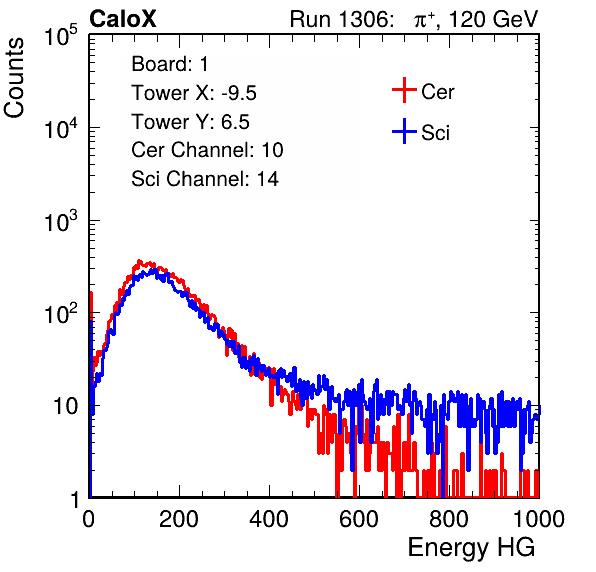 CaloX Run 1306: π⁺, 120 GeV
Counts
Board: 1
Tower X: -9.5
Tower Y: 6.5
Cer Channel: 10
Sci Channel: 14
Cer
Sci
10⁵
10⁴
10³
10²
10
1
0 200 400 600 800 1000
Energy HG